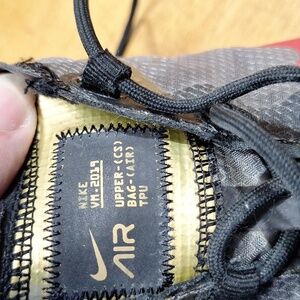 NIKE
VM-2019
UPPER-(CS)
BAG-(AIR)
TPU
AIR